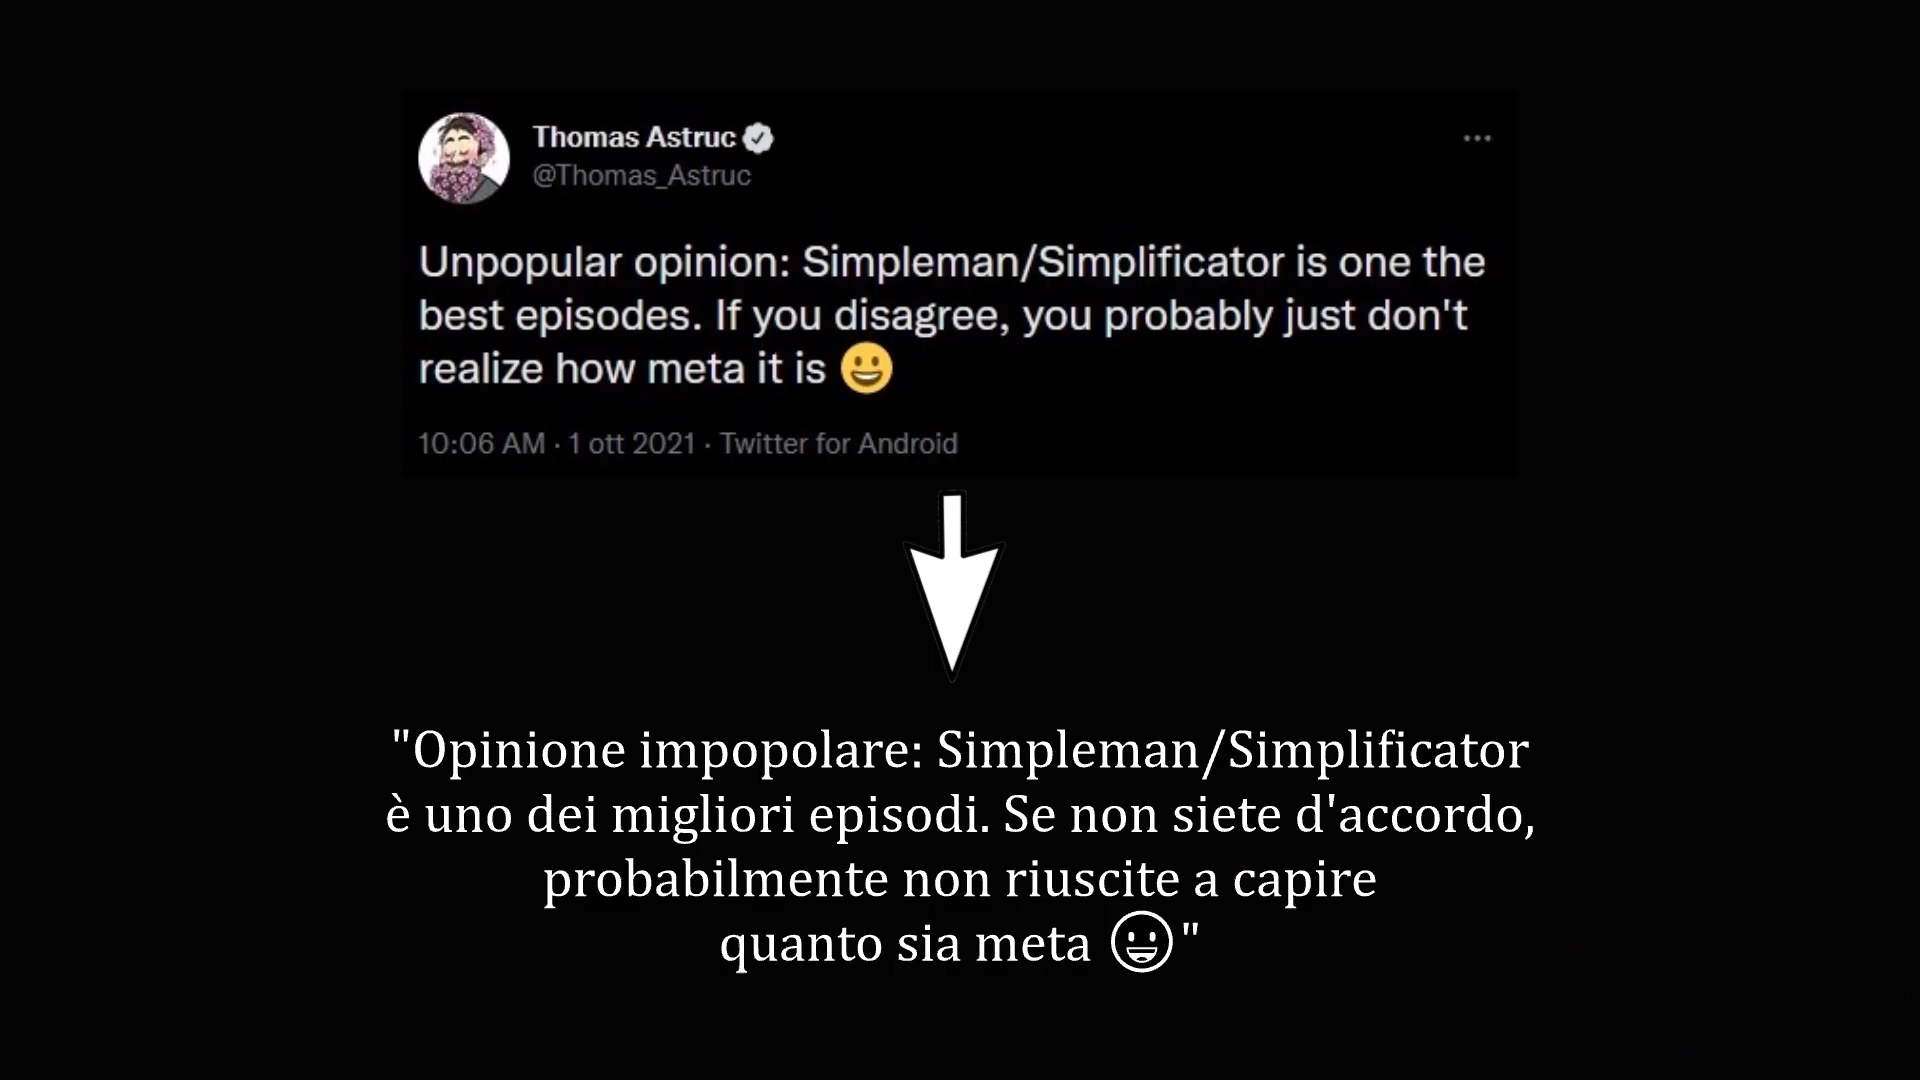 Thomas Astruc
@Thomas_Astruc
Unpopular opinion: Simpleman/Simplificator is one the
best episodes. If you disagree, you probably just don't
realize how meta it is 😀
10:06 AM · 1 ott 2021 · Twitter for Android
"Opinione impopolare: Simpleman/Simplificator
è uno dei migliori episodi. Se non siete d'accordo,
probabilmente non riuscite a capire
quanto sia meta 😀"